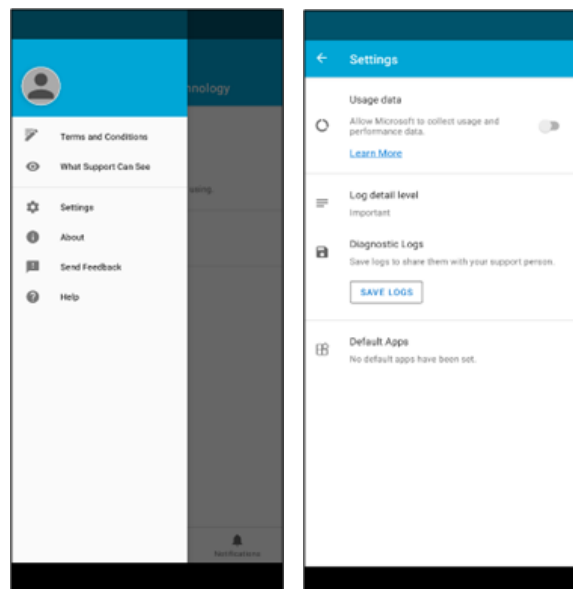 nology
Terms and Conditions
What Support Can See
using.
Settings
About
Send Feedback
Help
Notifications
Settings
Usage data
Allow Microsoft to collect usage and
performance data.
Learn More
Log detail level
Important
Diagnostic Logs
Save logs to share them with your support person.
SAVE LOGS
Default Apps
No default apps have been set.